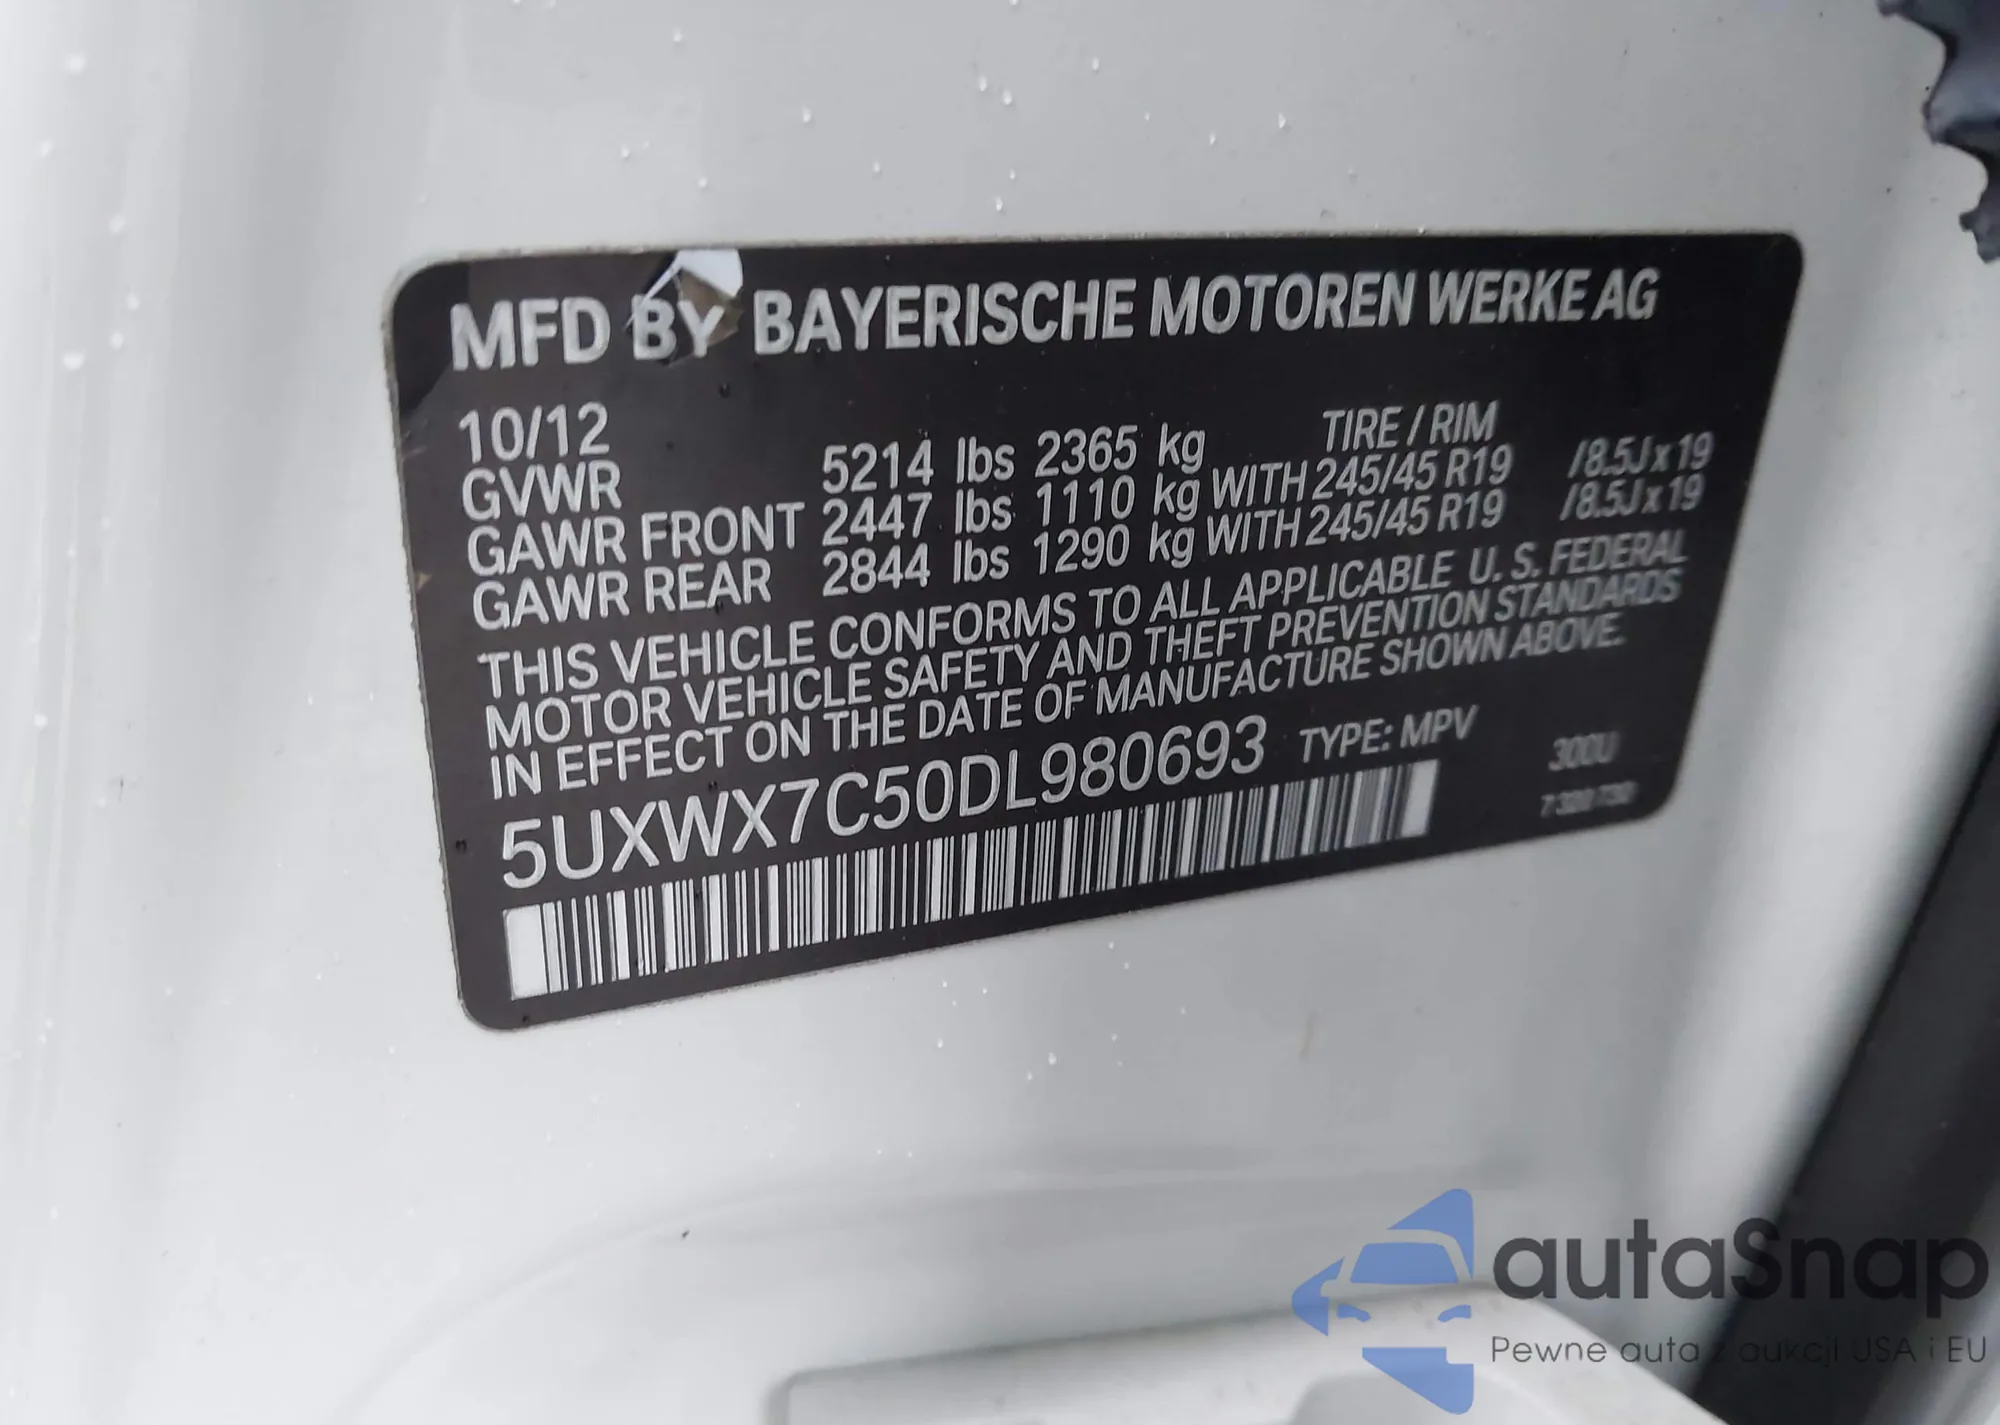 MFD BY BAYERISCHE MOTOREN WERKE AG
10/12 TIRE / RIM
GVWR 5214 lbs 2365 kg
GAWR FRONT 2447 lbs 1110 kg WITH 245/45 R19 /8.5J x 19
GAWR REAR 2844 lbs 1290 kg WITH 245/45 R19 /8.5J x 19
THIS VEHICLE CONFORMS TO ALL APPLICABLE U. S. FEDERAL
MOTOR VEHICLE SAFETY AND THEFT PREVENTION STANDARDS
IN EFFECT ON THE DATE OF MANUFACTURE SHOWN ABOVE.
5UXWX7C50DL980693 TYPE: MPV 300U
autaSnap
Pewne auta z aukcji USA i EU